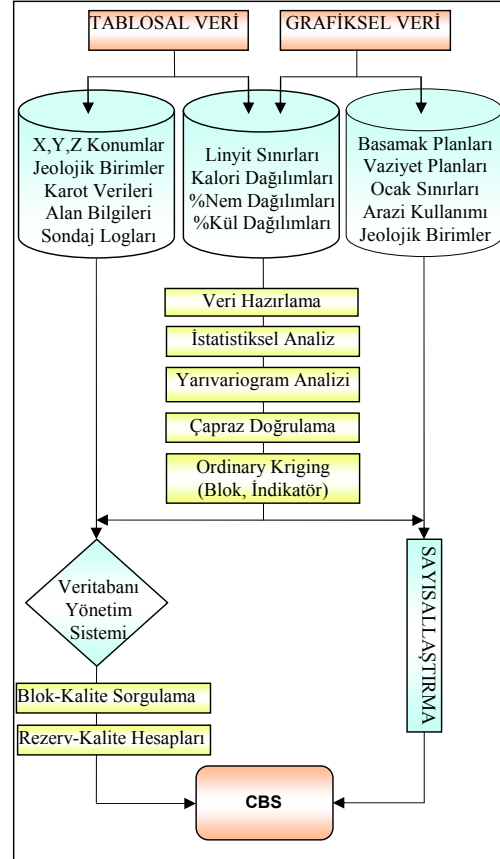 TABLOSAL VERİ
GRAFİKSEL VERİ
X,Y,Z Konumlar
Jeolojik Birimler
Karot Verileri
Alan Bilgileri
Sondaj Logları
Linyit Sınırları
Kalori Dağılımları
%Nem Dağılımları
%Kül Dağılımları
Basamak Planları
Vaziyet Planları
Ocak Sınırları
Arazi Kullanımı
Jeolojik Birimler
Veri Hazırlama
İstatistiksel Analiz
Yarıvariogram Analizi
Çapraz Doğrulama
Ordinary Kriging
(Blok, İndikatör)
Veritabanı
Yönetim
Sistemi
SAYISALLAŞTIRMA
Blok-Kalite Sorgulama
Rezerv-Kalite Hesapları
CBS